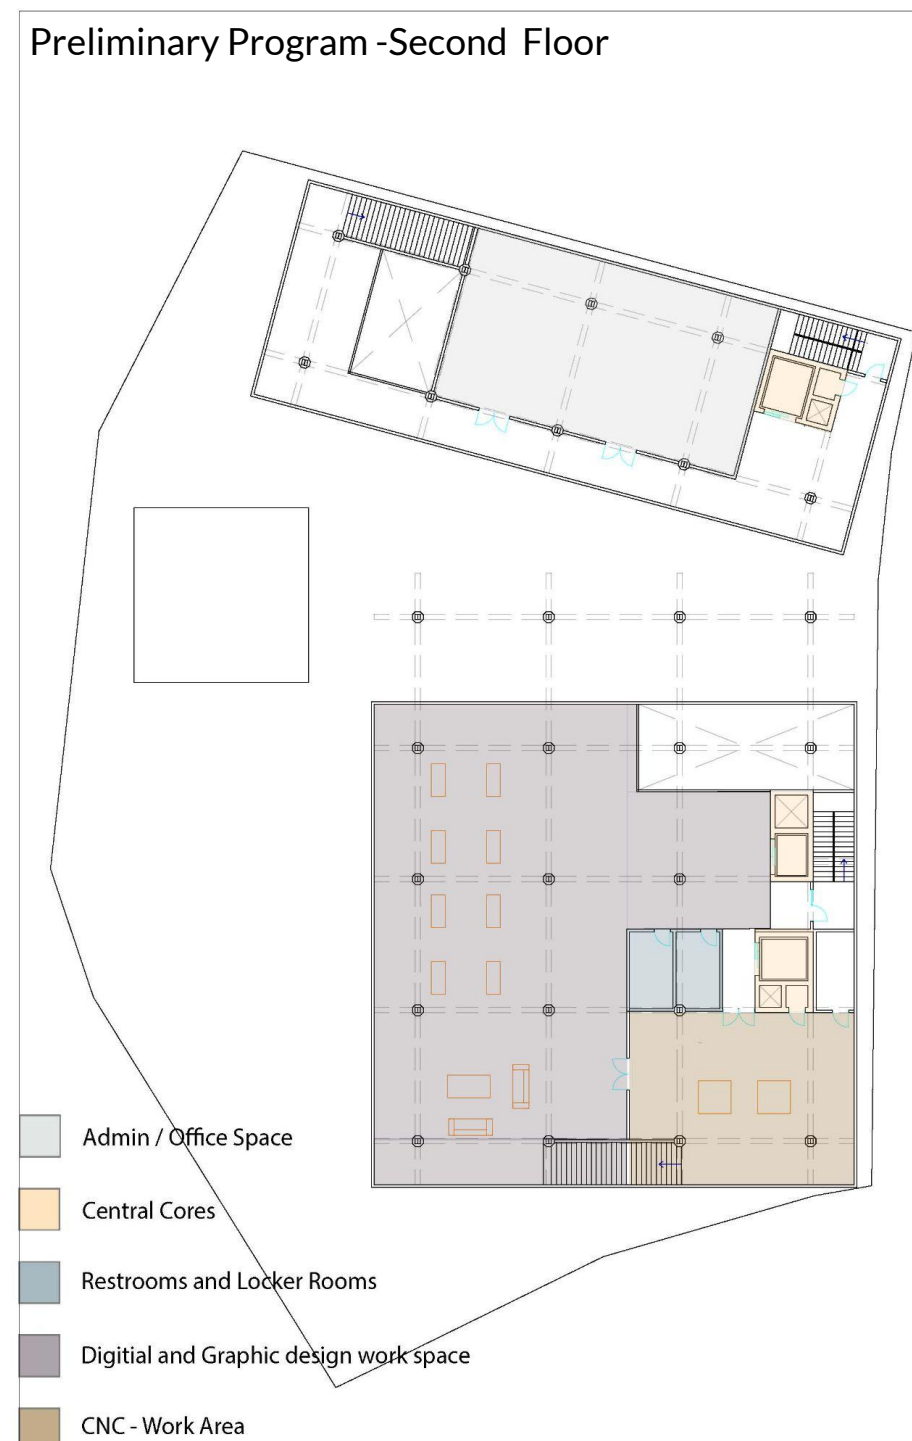 Preliminary Program -Second  Floor
Admin / Office Space
Central Cores
Restrooms and Locker Rooms
Digitial and Graphic design work space
CNC - Work Area